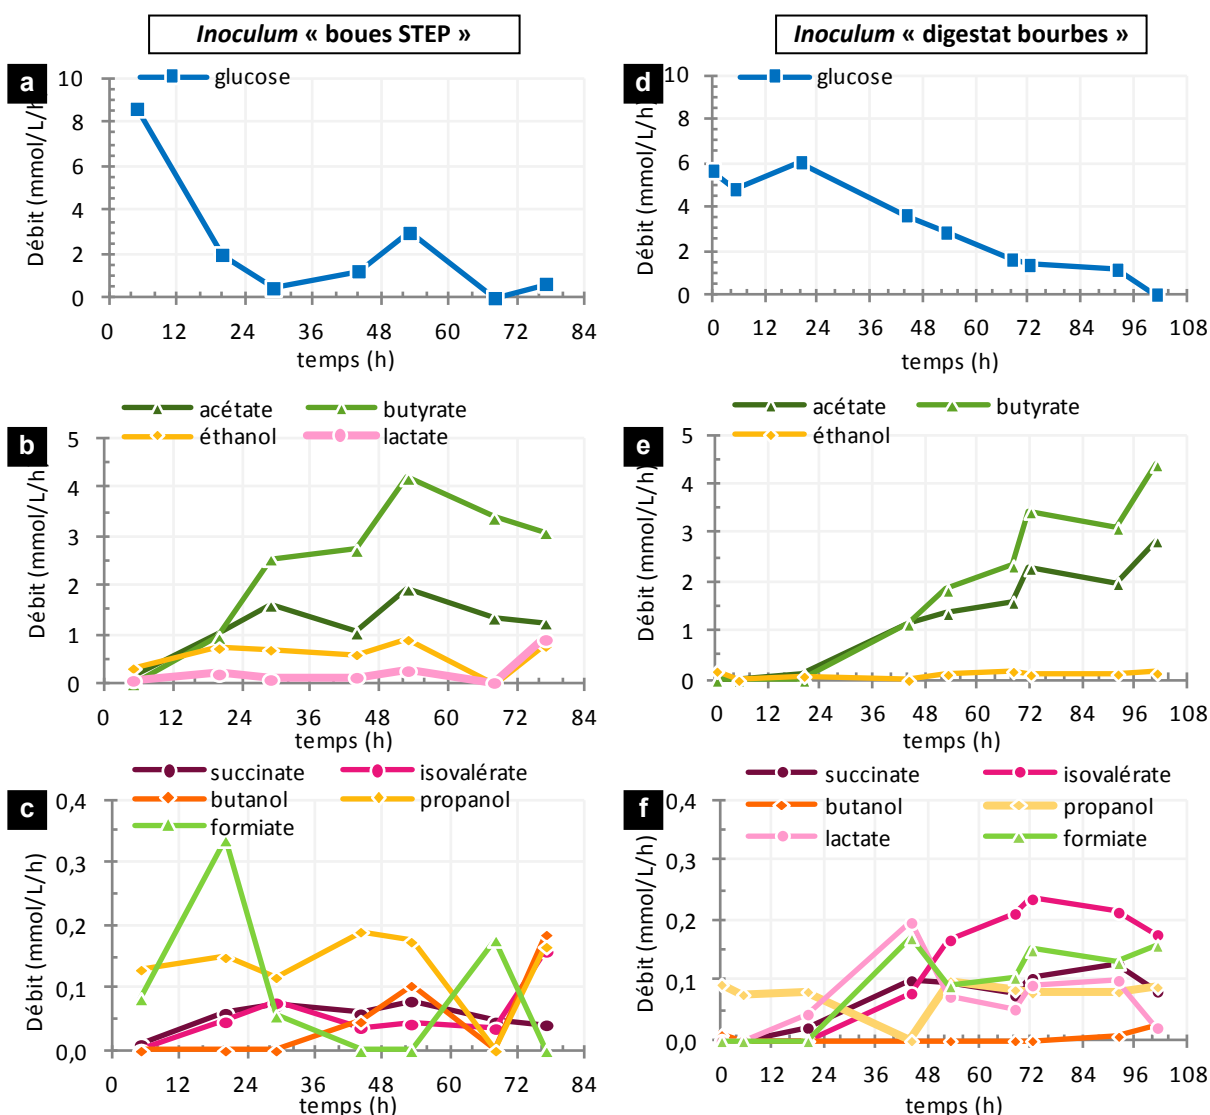 Inoculum « boues STEP »
Inoculum « digestat bourbes »
a
glucose
Débit (mmol/L/h)
10
8
6
4
2
0
0 12 24 36 48 60 72 84
temps (h)
d
glucose
Débit (mmol/L/h)
10
8
6
4
2
0
0 12 24 36 48 60 72 84 96 108
temps (h)
b
acétate butyrate
éthanol lactate
Débit (mmol/L/h)
5
4
3
2
1
0
0 12 24 36 48 60 72 84
temps (h)
e
acétate butyrate
éthanol
Débit (mmol/L/h)
5
4
3
2
1
0
0 12 24 36 48 60 72 84 96 108
temps (h)
c
succinate isovalérate
butanol propanol
formiate
Débit (mmol/L/h)
0,4
0,3
0,2
0,1
0,0
0 12 24 36 48 60 72 84
temps (h)
f
succinate isovalérate
butanol propanol
lactate formiate
Débit (mmol/L/h)
0,4
0,3
0,2
0,1
0,0
0 12 24 36 48 60 72 84 96 108
temps (h)